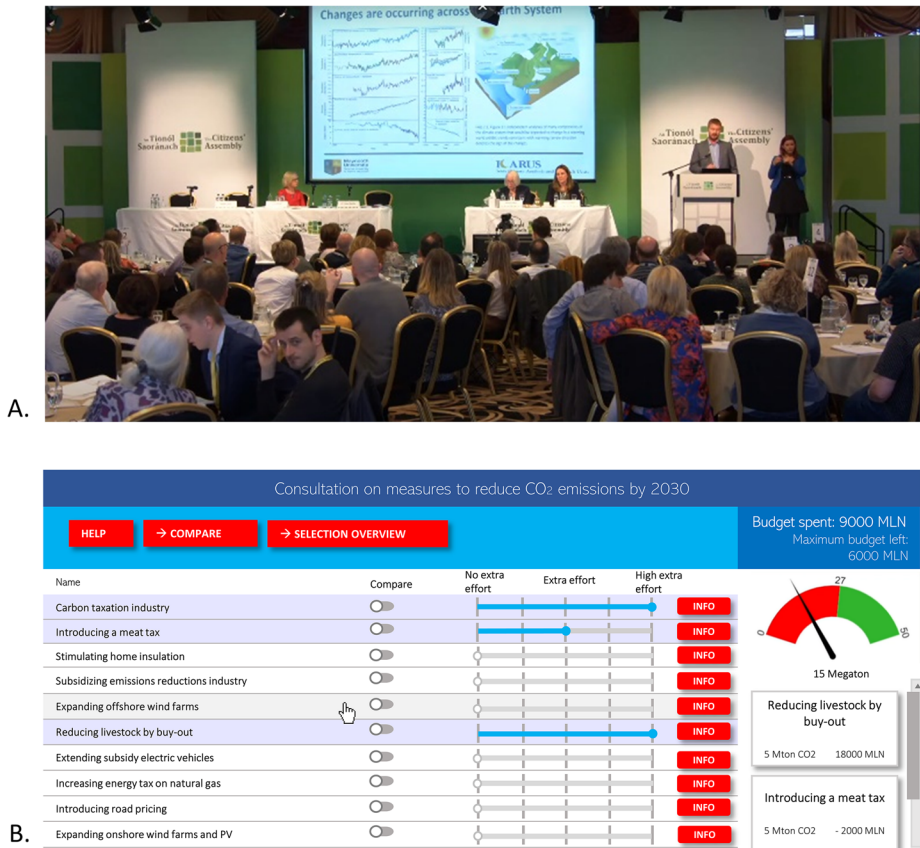 Changes are occurring across Earth System
An Tionól
Saoránach
The Citizens'
Assembly
ICARUS
An Tionól
Saoránach
The Citizens'
Assembly
A.
Consultation on measures to reduce CO2 emissions by 2030
HELP
→ COMPARE
→ SELECTION OVERVIEW
Budget spent: 9000 MLN
Maximum budget left:
6000 MLN
Name
Compare
No extra
effort
Extra effort
High extra
effort
Carbon taxation industry
INFO
Introducing a meat tax
INFO
Stimulating home insulation
INFO
Subsidizing emissions reductions industry
INFO
Expanding offshore wind farms
INFO
Reducing livestock by buy-out
INFO
Extending subsidy electric vehicles
INFO
Increasing energy tax on natural gas
INFO
Introducing road pricing
INFO
Expanding onshore wind farms and PV
INFO
0
27
50
15 Megaton
Reducing livestock by
buy-out
5 Mton CO2 18000 MLN
Introducing a meat tax
5 Mton CO2 - 2000 MLN
B.